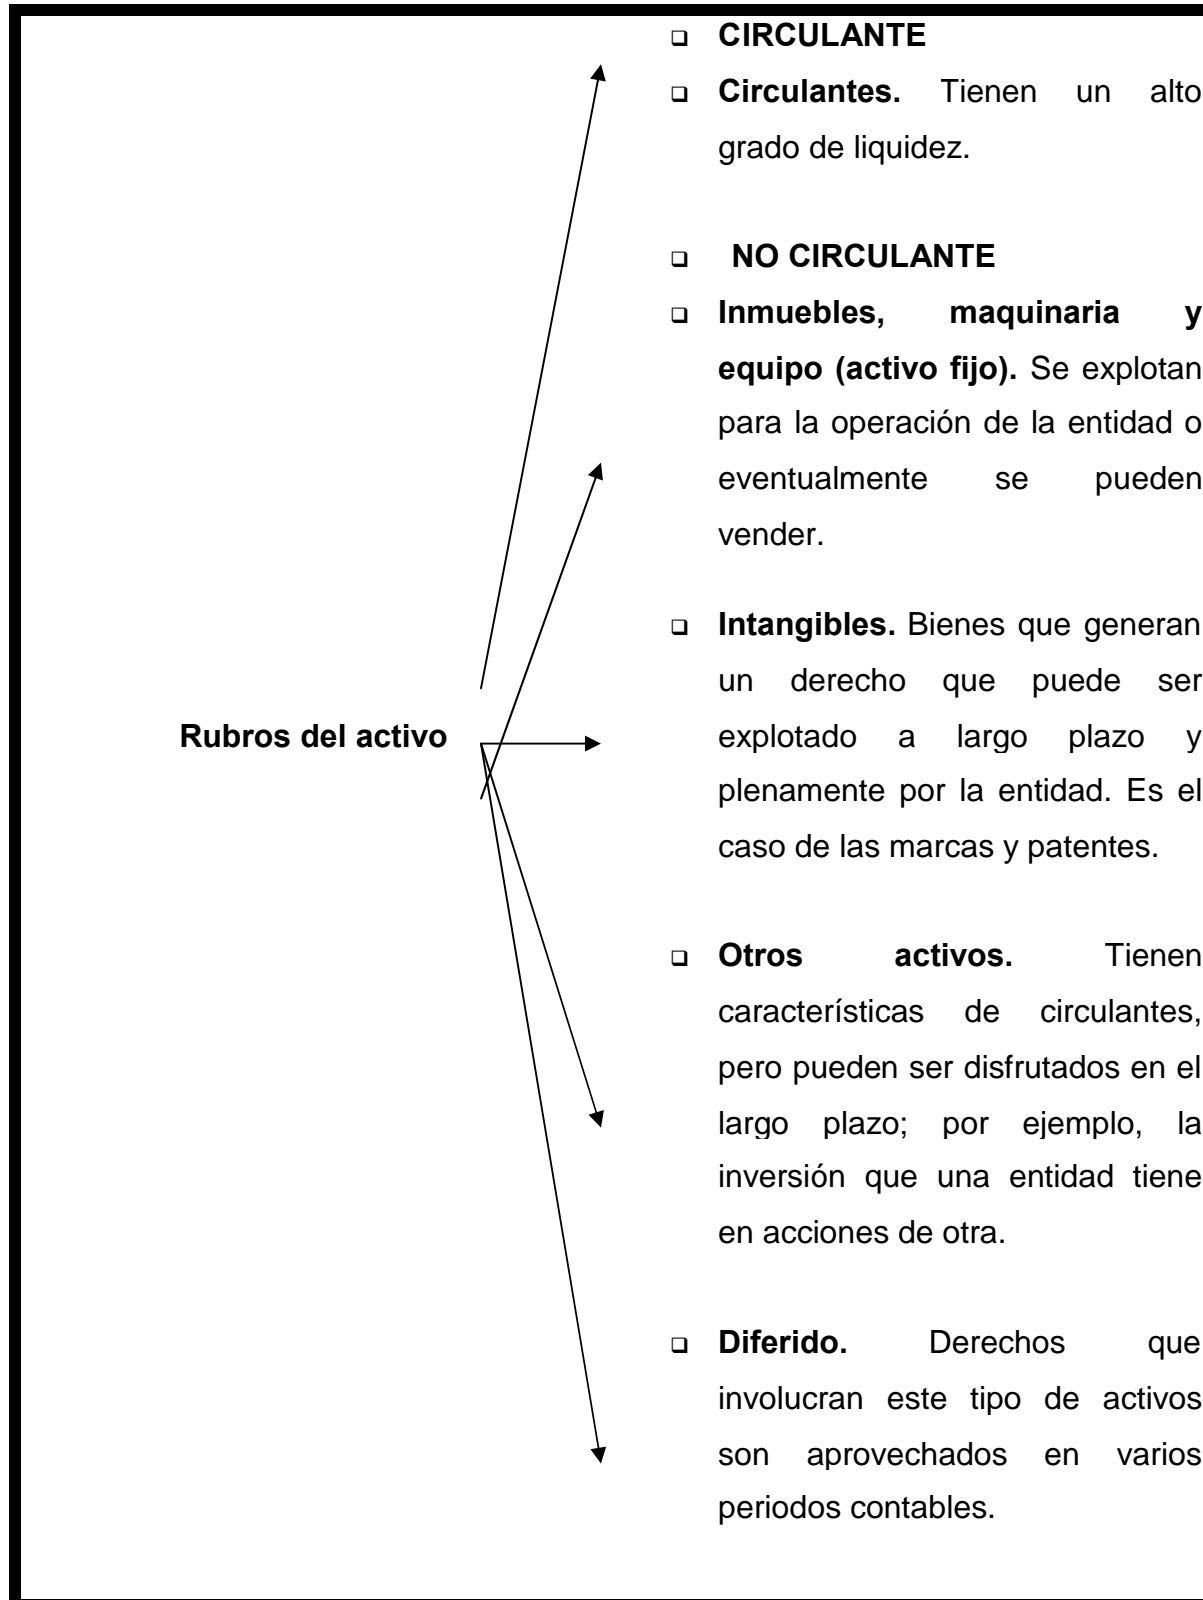 ❑ CIRCULANTE
❑ Circulantes. Tienen un alto
grado de liquidez.
❑ NO CIRCULANTE
❑ Inmuebles, maquinaria y
equipo (activo fijo). Se explotan
para la operación de la entidad o
eventualmente se pueden
vender.
❑ Intangibles. Bienes que generan
un derecho que puede ser
Rubros del activo
explotado a largo plazo y
plenamente por la entidad. Es el
caso de las marcas y patentes.
❑ Otros activos. Tienen
características de circulantes,
pero pueden ser disfrutados en el
largo plazo; por ejemplo, la
inversión que una entidad tiene
en acciones de otra.
❑ Diferido. Derechos que
involucran este tipo de activos
son aprovechados en varios
periodos contables.